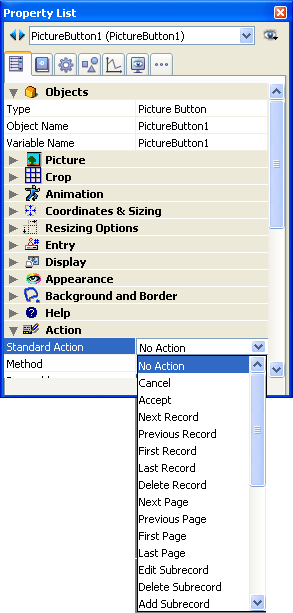 Property List
PictureButton1 (PictureButton1)
Objects
Type Picture Button
Object Name PictureButton1
Variable Name PictureButton1
Picture
Crop
Animation
Coordinates & Sizing
Resizing Options
Entry
Display
Appearance
Background and Border
Help
Action
Standard Action No Action
Method
No Action
Cancel
Accept
Next Record
Previous Record
First Record
Last Record
Delete Record
Next Page
Previous Page
First Page
Last Page
Edit Subrecord
Delete Subrecord
Add Subrecord